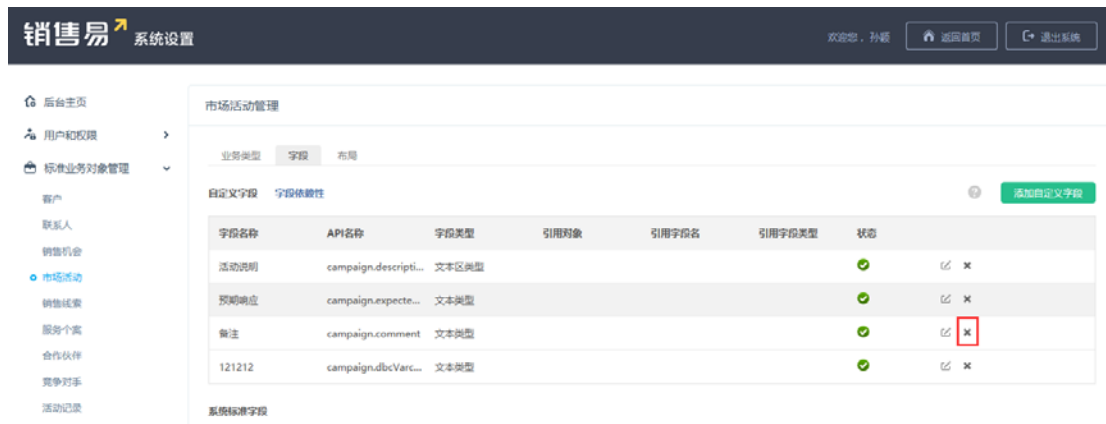 销售易 系统设置
欢迎您，孙颖 返回首页 退出系统
后台主页
用户和权限
标准业务对象管理
客户
联系人
销售机会
市场活动
销售线索
服务个案
合作伙伴
竞争对手
活动记录
市场活动管理
业务类型 字段 布局
自定义字段 字段依赖性 添加自定义字段
字段名称 API名称 字段类型 引用对象 引用字段名 引用字段类型 状态
活动说明 campaign.descripti... 文本区类型
预期响应 campaign.expecte... 文本类型
备注 campaign.comment 文本类型
121212 campaign.dbcVarc... 文本类型
系统标准字段